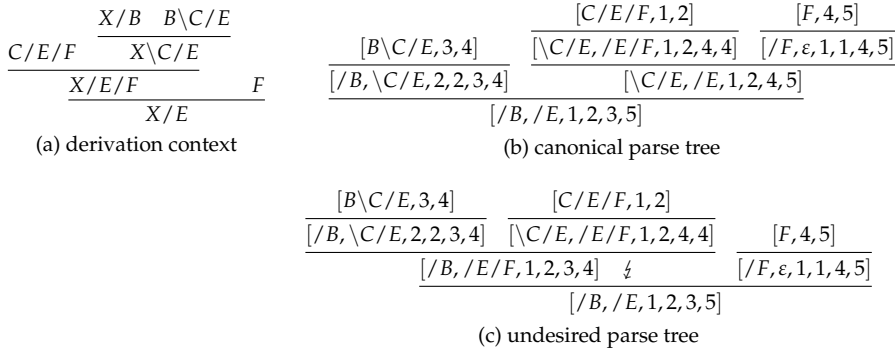 X/B B\C/E
C/E/F X\C/E
X/E/F F
X/E
(a) derivation context
[C/E/F,1,2] [F,4,5]
[B\C/E,3,4] [\C/E, /E/F,1,2,4,4] [/F,ε,1,1,4,5]
[/B, \C/E,2,2,3,4] [\C/E, /E,1,2,4,5]
[/B, /E,1,2,3,5]
(b) canonical parse tree
[B\C/E,3,4] [C/E/F,1,2]
[/B, \C/E,2,2,3,4] [\C/E, /E/F,1,2,4,4] [F,4,5]
[/B, /E/F,1,2,3,4] ↯ [/F,ε,1,1,4,5]
[/B, /E,1,2,3,5]
(c) undesired parse tree